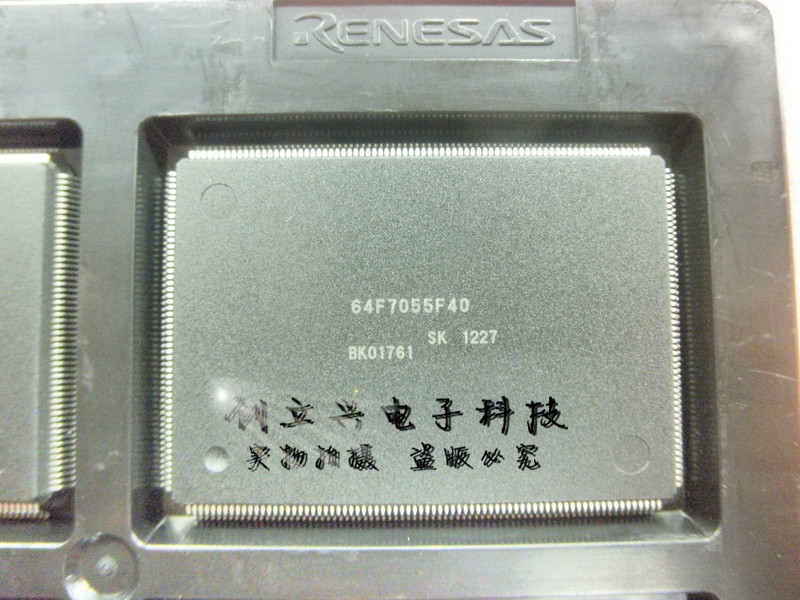 RENESAS
64F7055F40
SK 1227
BK01761
创立兴电子科技
实物拍摄 盗版必究